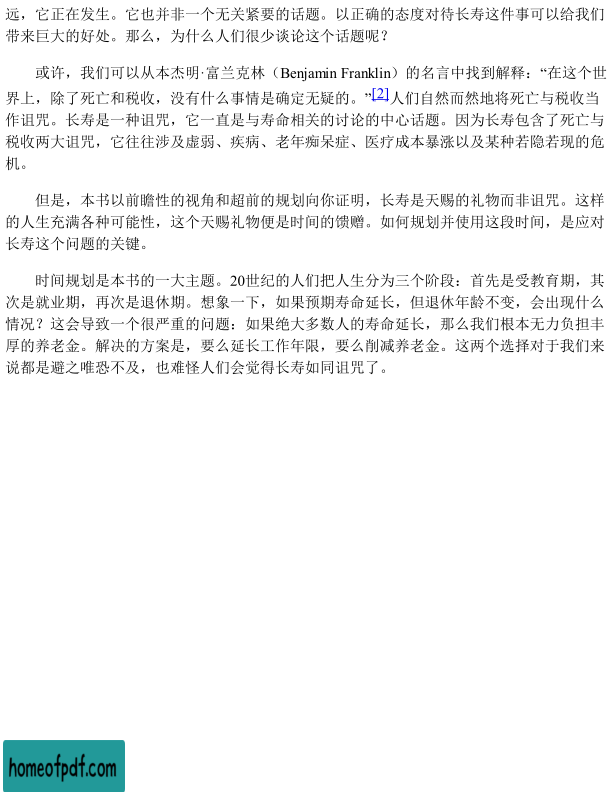 远，它正在发生。它也并非一个无关紧要的话题。以正确的态度对待长寿这件事可以给我们
带来巨大的好处。那么，为什么人们很少谈论这个话题呢？
或许，我们可以从本杰明·富兰克林（Benjamin Franklin）的名言中找到解释：“在这个世
界上，除了死亡和税收，没有什么事情是确定无疑的。”[2]人们自然而然地将死亡与税收当
作诅咒。长寿是一种诅咒，它一直是与寿命相关的讨论的中心话题。因为长寿包含了死亡与
税收两大诅咒，它往往涉及虚弱、疾病、老年痴呆症、医疗成本暴涨以及某种若隐若现的危
机。
但是，本书以前瞻性的视角和超前的规划向你证明，长寿是天赐的礼物而非诅咒。这样
的人生充满各种可能性，这个天赐礼物便是时间的馈赠。如何规划并使用这段时间，是应对
长寿这个问题的关键。
时间规划是本书的一大主题。20世纪的人们把人生分为三个阶段：首先是受教育期，其
次是就业期，再次是退休期。想象一下，如果预期寿命延长，但退休年龄不变，会出现什么
情况？这会导致一个很严重的问题：如果绝大多数人的寿命延长，那么我们根本无力负担丰
厚的养老金。解决的方案是，要么延长工作年限，要么削减养老金。这两个选择对于我们来
说都是避之唯恐不及，也难怪人们会觉得长寿如同诅咒了。
homeofpdf.com